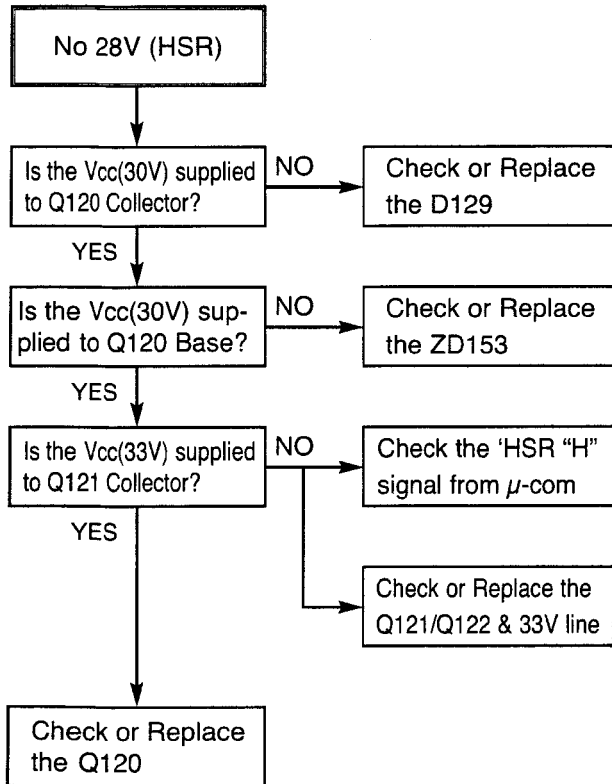 No 28V (HSR)
Is the Vcc(30V) supplied
to Q120 Collector?
NO
Check or Replace
the D129
YES
Is the Vcc(30V) sup-
plied to Q120 Base?
NO
Check or Replace
the ZD153
YES
Is the Vcc(33V) supplied
to Q121 Collector?
NO
Check the ‘HSR “H”
signal from μ-com
YES
Check or Replace the
Q121/Q122 & 33V line
Check or Replace
the Q120